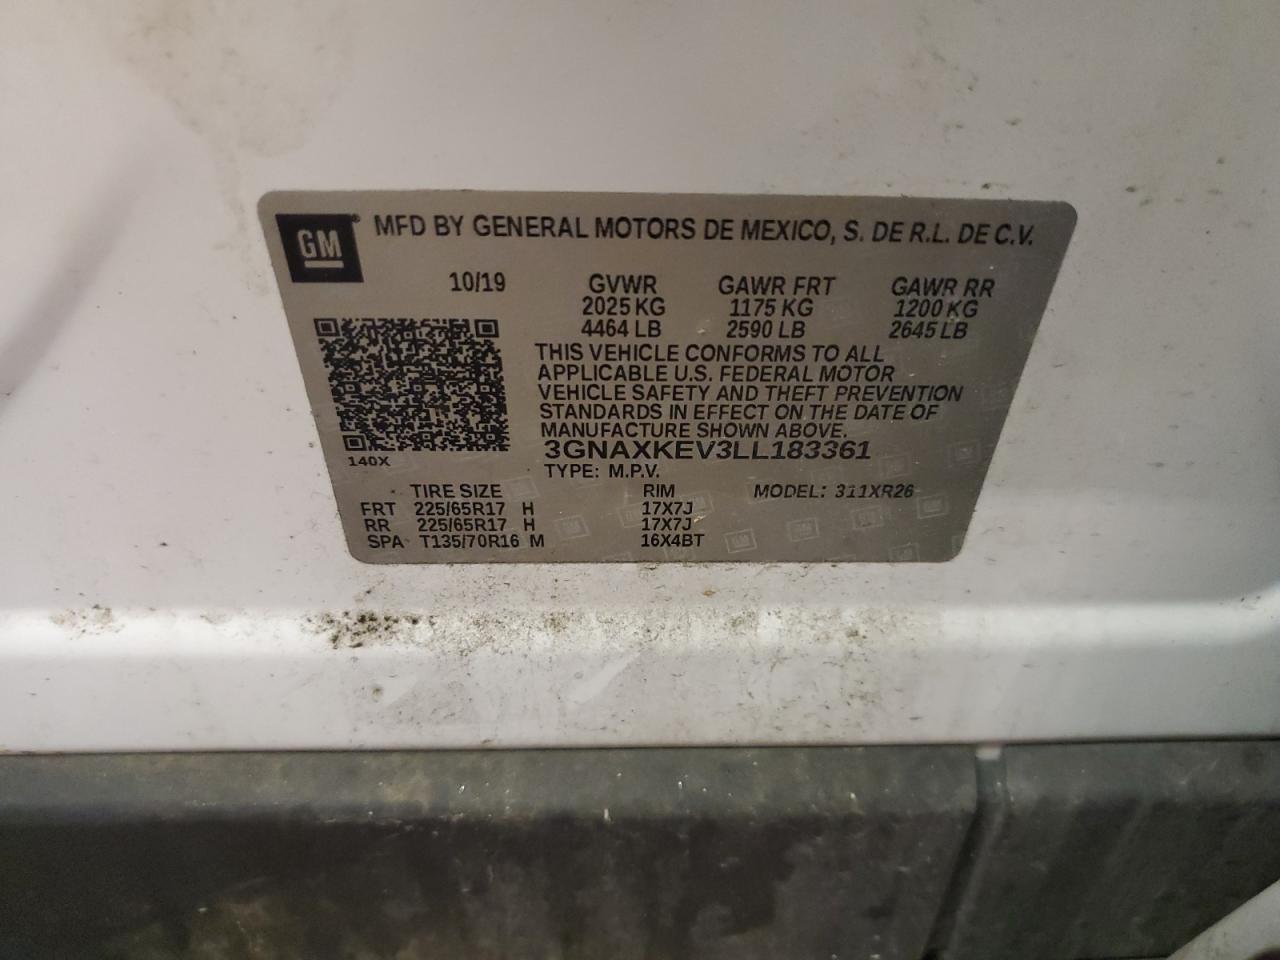 GM ® MFD BY GENERAL MOTORS DE MEXICO, S. DE R.L. DE C.V.
10/19 GVWR GAWR FRT GAWR RR
2025 KG 1175 KG 1200 KG
4464 LB 2590 LB 2645 LB
THIS VEHICLE CONFORMS TO ALL
APPLICABLE U.S. FEDERAL MOTOR
VEHICLE SAFETY AND THEFT PREVENTION
STANDARDS IN EFFECT ON THE DATE OF
MANUFACTURE SHOWN ABOVE.
3GNAXKEV3LL183361
140X
TYPE: M.P.V.
TIRE SIZE RIM MODEL: 311XR26
FRT 225/65R17 H 17X7J
RR 225/65R17 H 17X7J
SPA T135/70R16 M 16X4BT